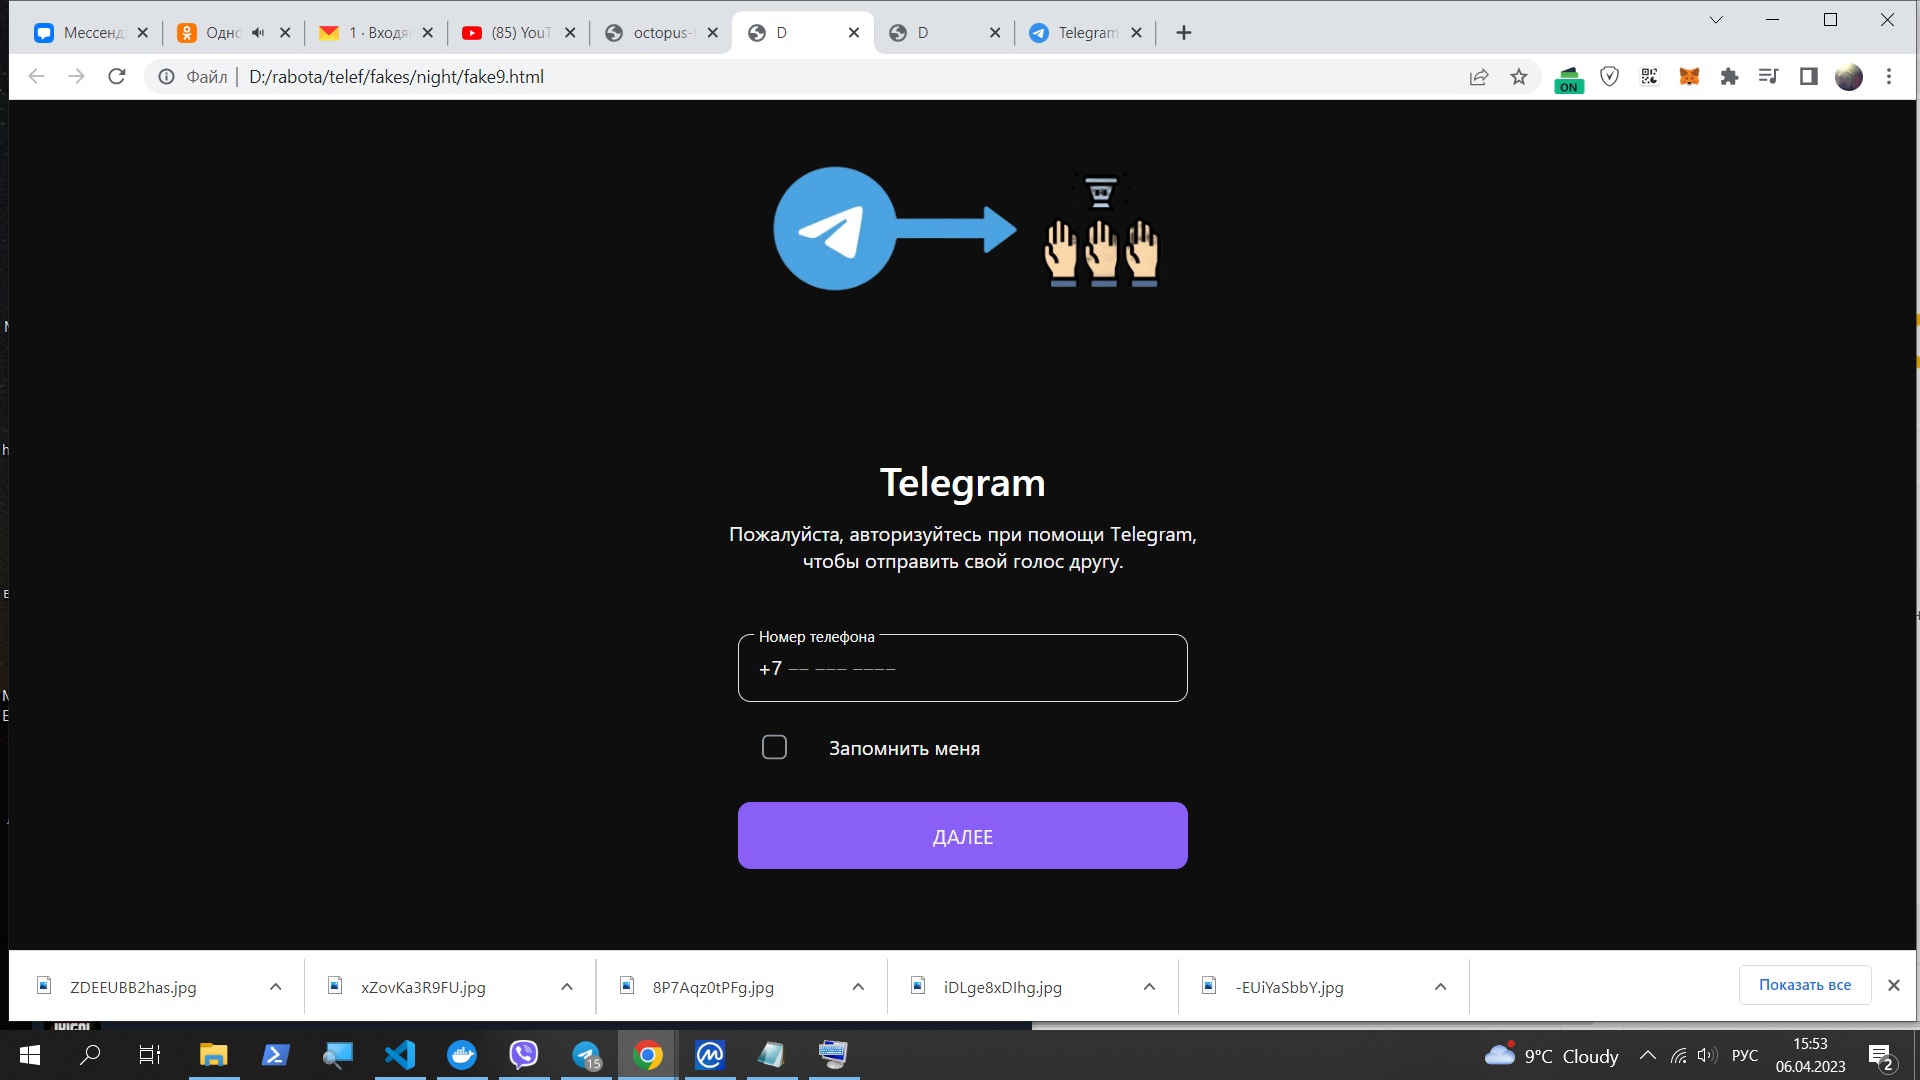 Мессенд
Одно
1 · Входя
(85) YouT
octopus-
D
D
Telegram
Файл
D:/rabota/telef/fakes/night/fake9.html
ON
Telegram
Пожалуйста, авторизуйтесь при помощи Telegram,
чтобы отправить свой голос другу.
Номер телефона
+7 −− −−− −−−−
Запомнить меня
ДАЛЕЕ
ZDEEUBB2has.jpg
xZovKa3R9FU.jpg
8P7Aqz0tPFg.jpg
iDLge8xDIhg.jpg
-EUiYaSbbY.jpg
Показать все
15
9°C Cloudy
РУС
15:53
06.04.2023
2